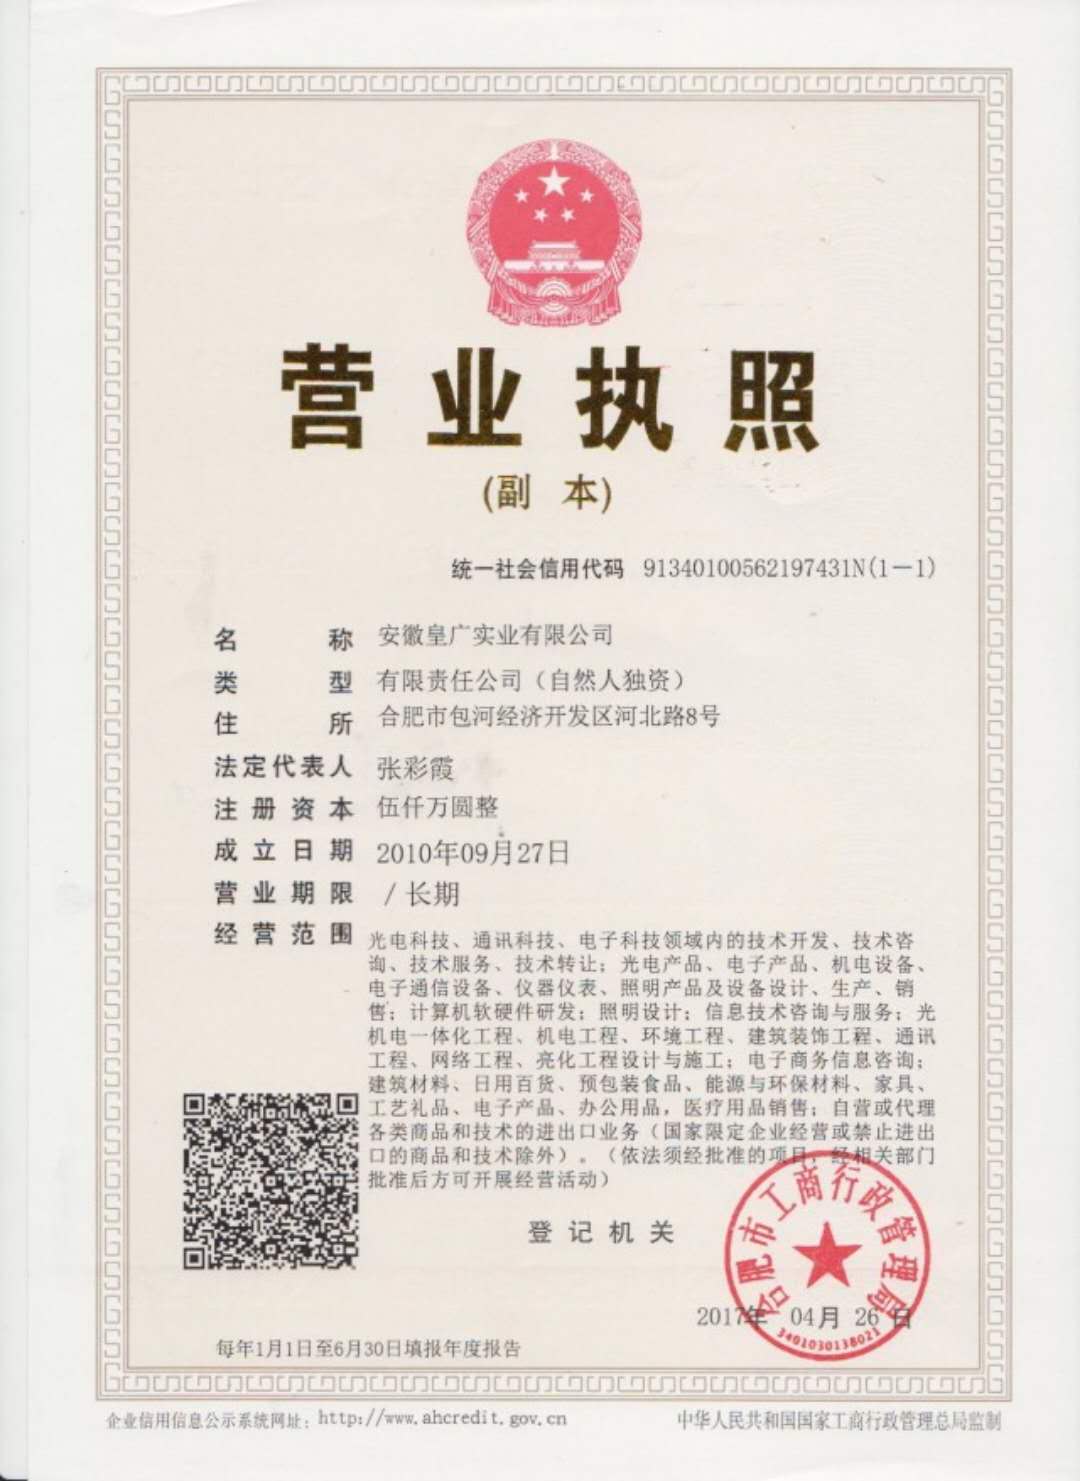 营业执照
(副 本)
统一社会信用代码 91340100562197431N(1-1)
名 称 安徽皇广实业有限公司
类 型 有限责任公司（自然人独资）
住 所 合肥市包河经济开发区河北路8号
法定代表人 张彩霞
注册资本 伍仟万圆整
成立日期 2010年09月27日
营业期限 / 长期
经营范围 光电科技、通讯科技、电子科技领域内的技术开发、技术咨
询、技术服务、技术转让；光电产品、电子产品、机电设备、
电子通信设备、仪器仪表、照明产品及设备设计、生产、销
售；计算机软硬件研发；照明设计；信息技术咨询与服务；光
机电一体化工程、机电工程、环境工程、建筑装饰工程、通讯
工程、网络工程、亮化工程设计与施工；电子商务信息咨询；
建筑材料、日用百货、预包装食品、能源与环保材料、家具、
工艺礼品、电子产品、办公用品，医疗用品销售；自营或代理
各类商品和技术的进出口业务（国家限定企业经营或禁止进出
口的商品和技术除外）。（依法须经批准的项目，经相关部门
批准后方可开展经营活动）
登记机关
合肥市工商行政管理局
2017年 04月 26日
3401030138021
每年1月1日至6月30日填报年度报告
企业信用信息公示系统网址：http://www.ahcredit.gov.cn
中华人民共和国国家工商行政管理总局监制